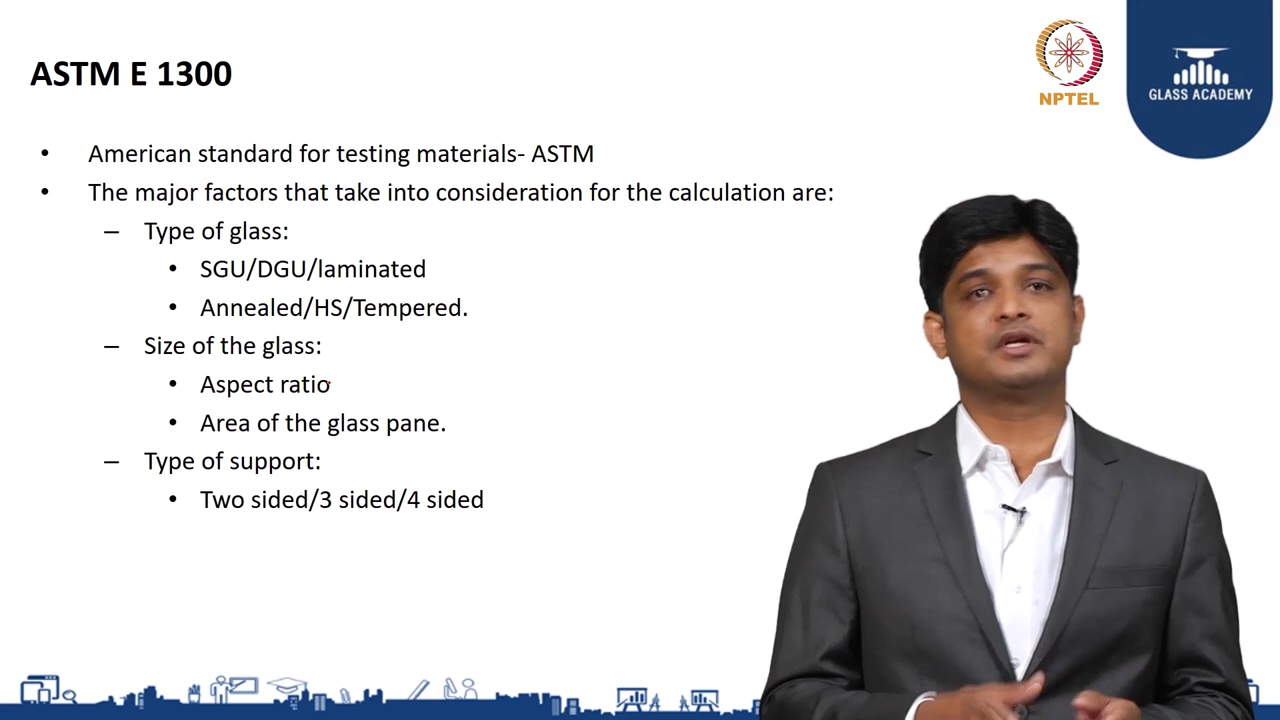 ASTM E 1300
NPTEL
GLASS ACADEMY
• American standard for testing materials- ASTM
• The major factors that take into consideration for the calculation are:
– Type of glass:
• SGU/DGU/laminated
• Annealed/HS/Tempered.
– Size of the glass:
• Aspect ratio
• Area of the glass pane.
– Type of support:
• Two sided/3 sided/4 sided